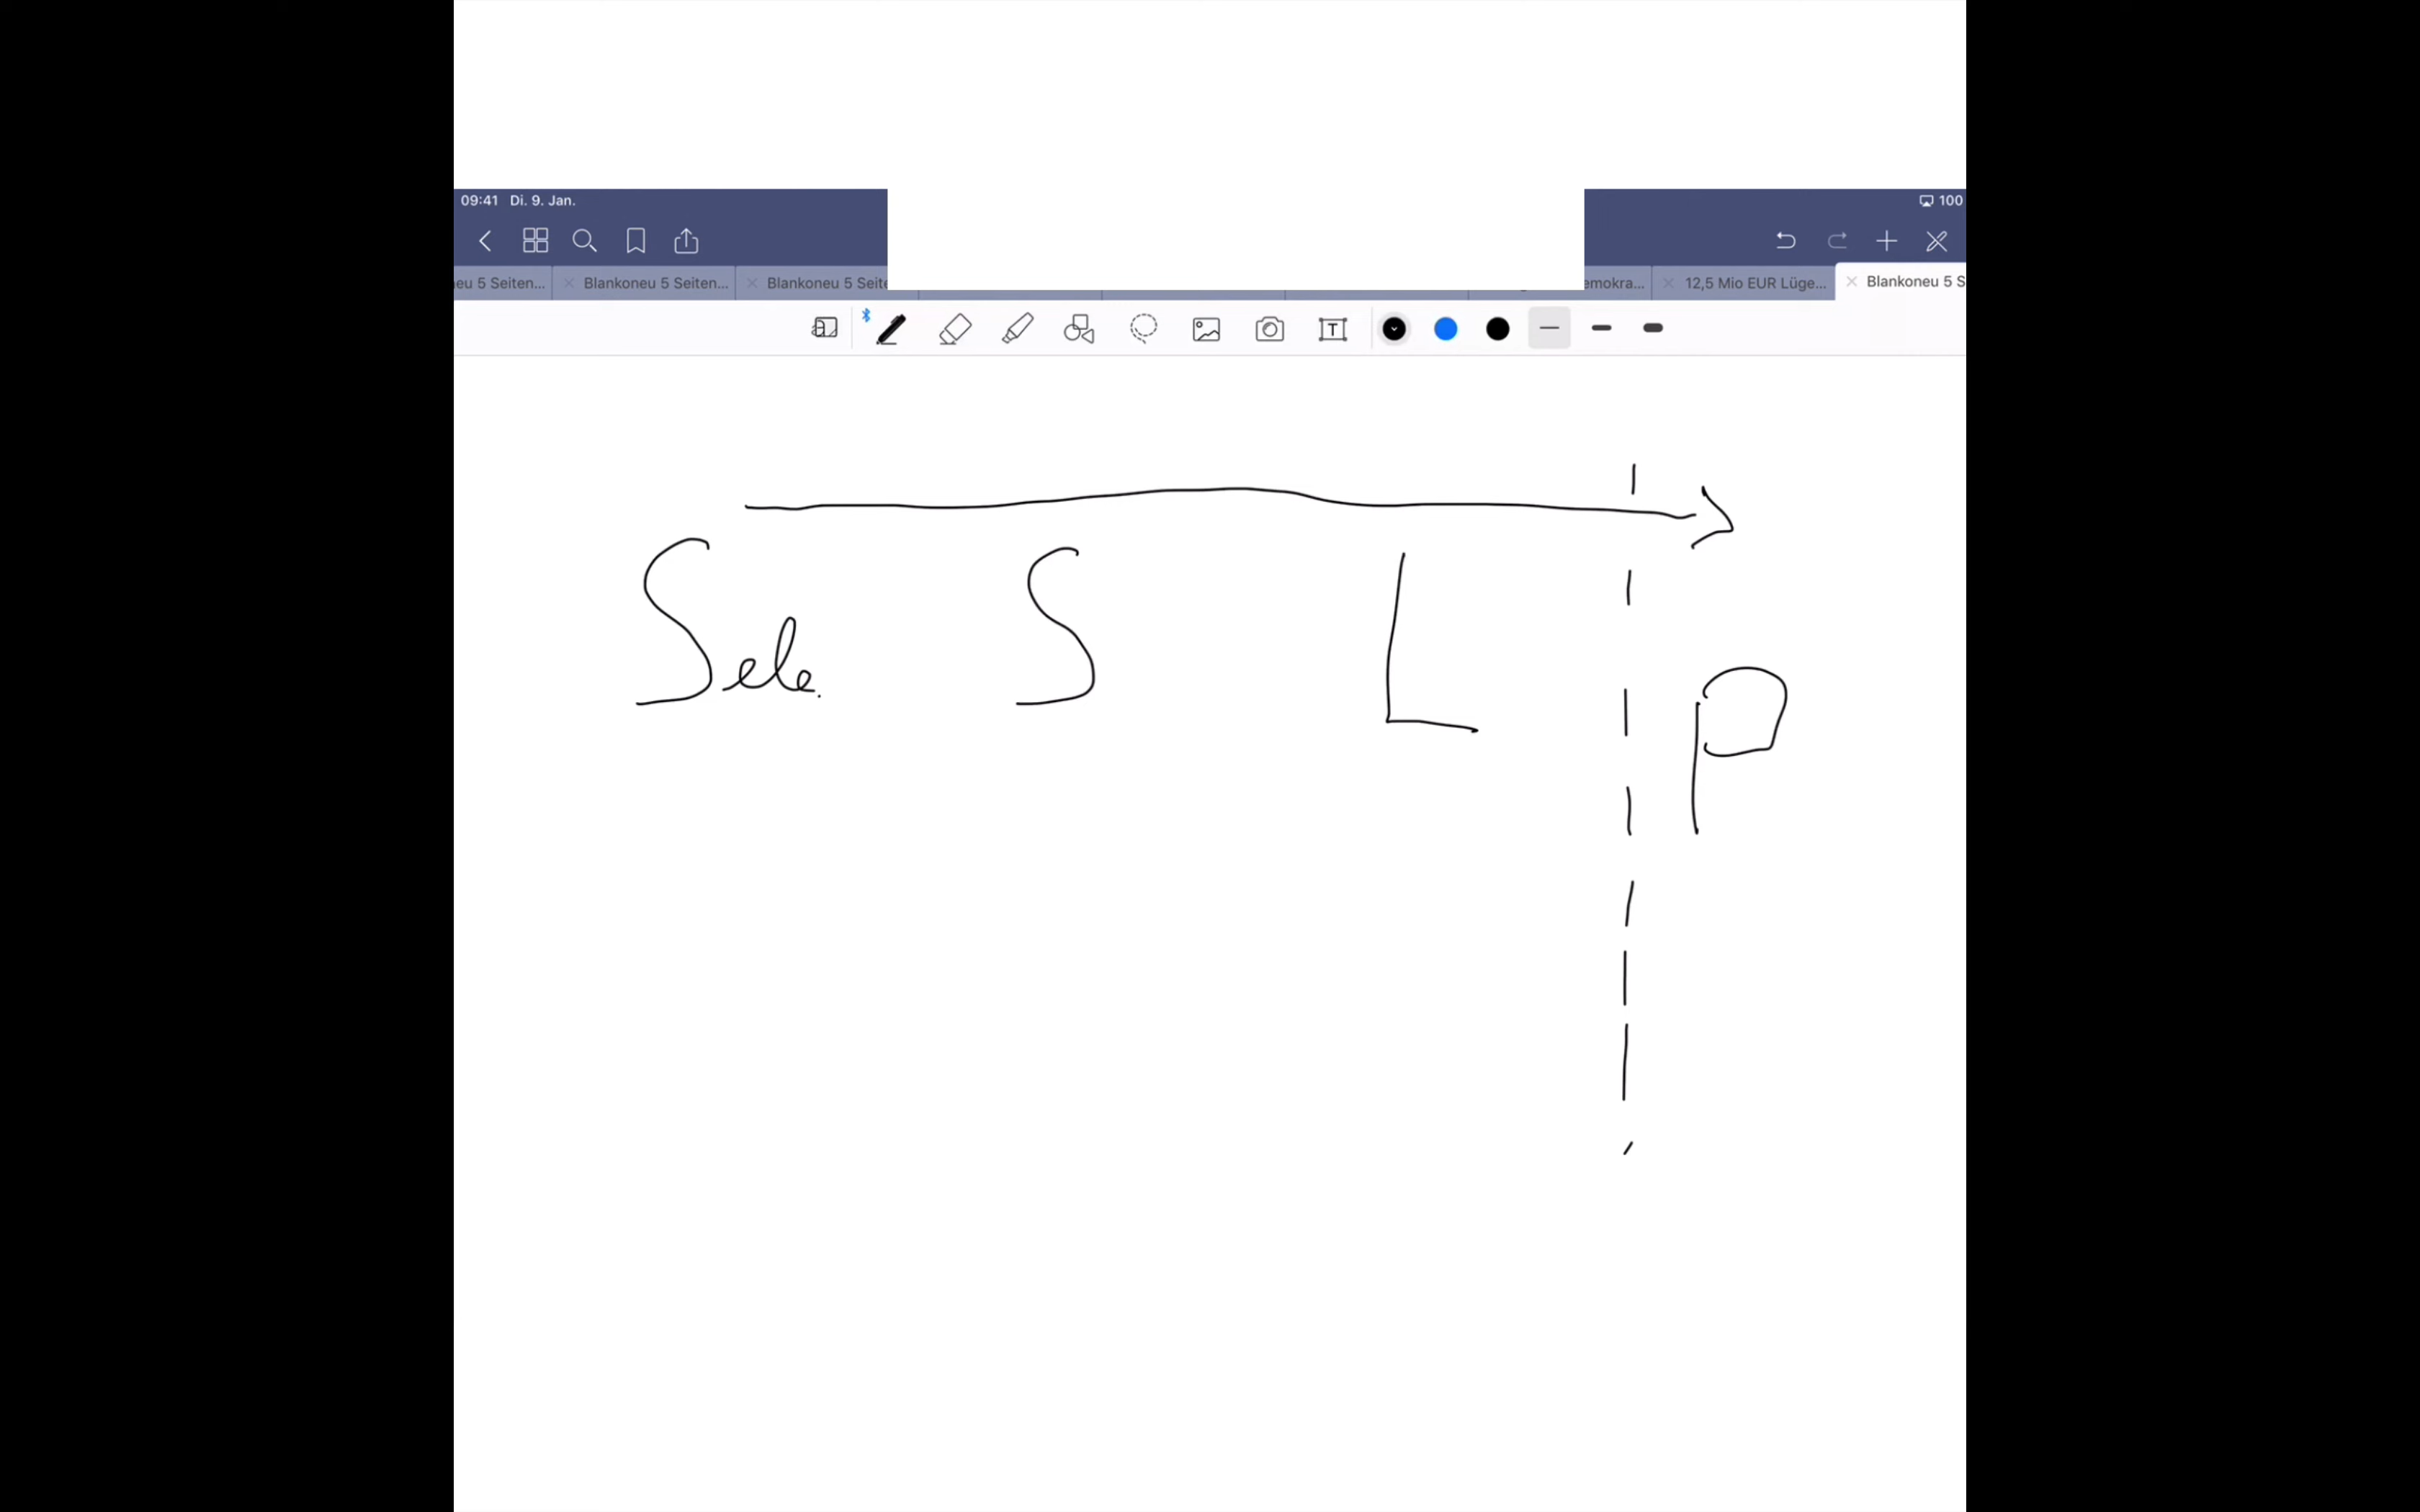 09:41 Di. 9. Jan. 100
eu 5 Seiten... Blankoneu 5 Seiten... Blankoneu 5 Seite emokra... 12,5 Mio EUR Lüge... Blankoneu 5 S
T
Sele. S L
P